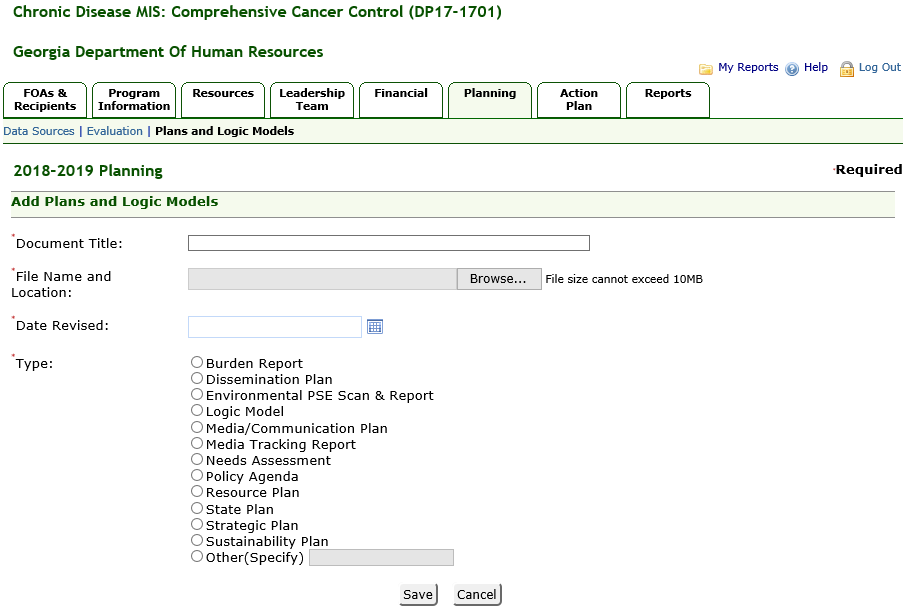 Chronic Disease MIS: Comprehensive Cancer Control (DP17-1701)
Georgia Department Of Human Resources
My Reports Help Log Out
FOAs & Recipients Program Information Resources Leadership Team Financial Planning Action Plan Reports
Data Sources | Evaluation | Plans and Logic Models
2018-2019 Planning *Required
Add Plans and Logic Models
*Document Title:
*File Name and Browse... File size cannot exceed 10MB
Location:
*Date Revised:
*Type:
Burden Report
Dissemination Plan
Environmental PSE Scan & Report
Logic Model
Media/Communication Plan
Media Tracking Report
Needs Assessment
Policy Agenda
Resource Plan
State Plan
Strategic Plan
Sustainability Plan
Other(Specify)
Save Cancel